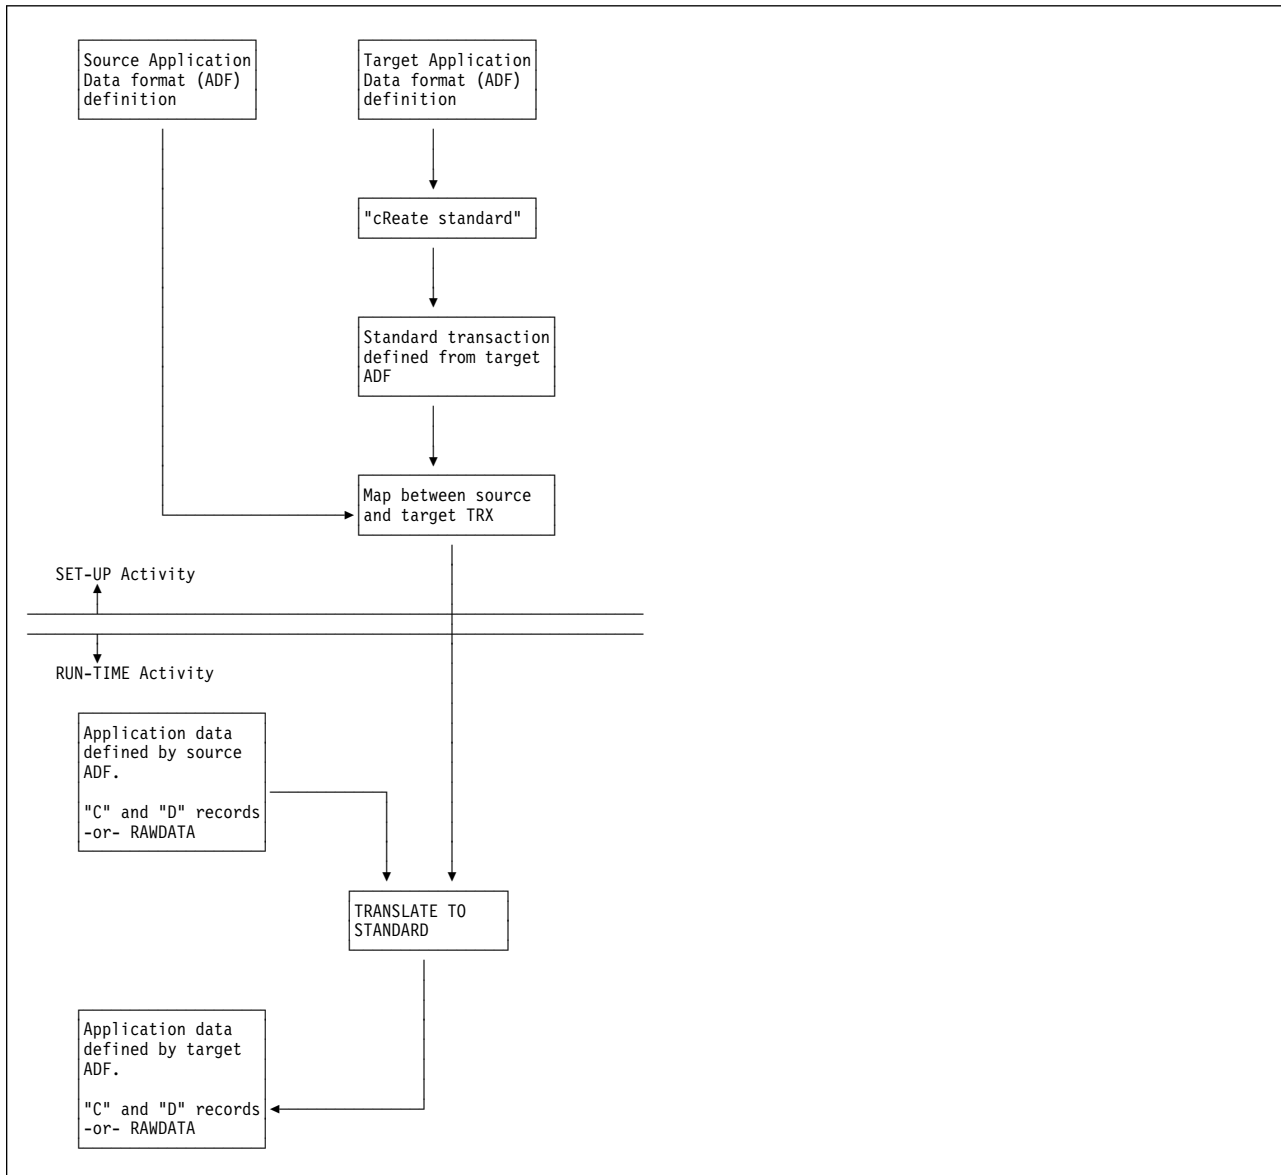 Source Application
Data format (ADF)
definition
Target Application
Data format (ADF)
definition
"cReate standard"
Standard transaction
defined from target
ADF
Map between source
and target TRX
SET-UP Activity
RUN-TIME Activity
Application data
defined by source
ADF.
"C" and "D" records
-or- RAWDATA
TRANSLATE TO
STANDARD
Application data
defined by target
ADF.
"C" and "D" records
-or- RAWDATA